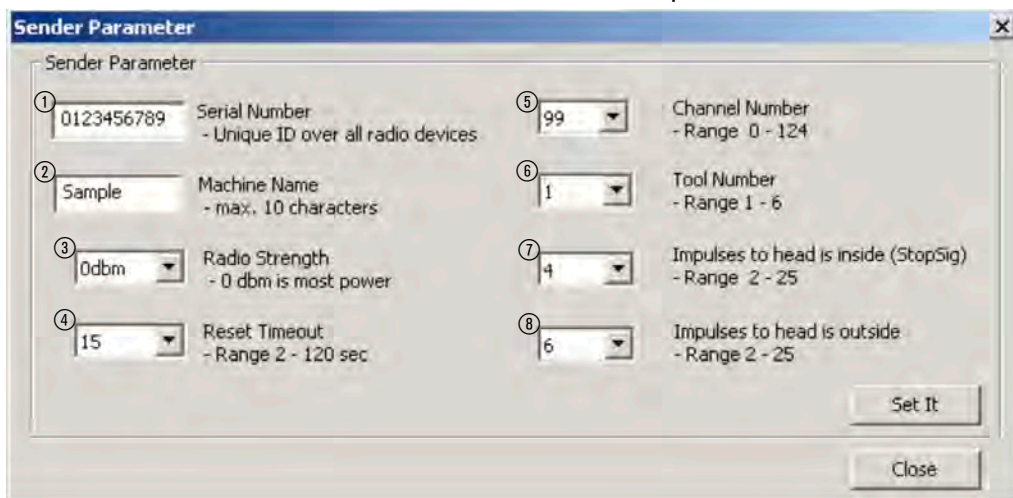 Sender Parameter
Sender Parameter
① 0123456789 Serial Number
- Unique ID over all radio devices
② Sample Machine Name
- max. 10 characters
③ 0dbm Radio Strength
- 0 dbm is most power
④ 15 Reset Timeout
- Range 2 - 120 sec
⑤ 99 Channel Number
- Range 0 - 124
⑥ 1 Tool Number
- Range 1 - 6
⑦ 4 Impulses to head is inside (StopSig)
- Range 2 - 25
⑧ 6 Impulses to head is outside
- Range 2 - 25
Set It
Close